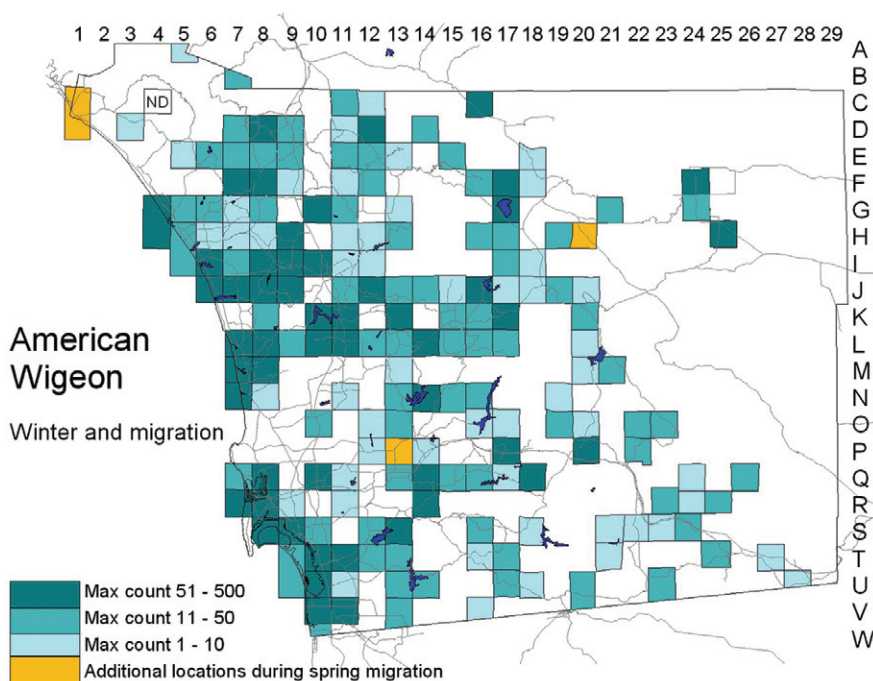 1 2 3 4 5 6 7 8 9 10 11 12 13 14 15 16 17 18 19 20 21 22 23 24 25 26 27 28 29
A
B
C
D
E
F
G
H
I
J
K
L
M
N
O
P
Q
R
S
T
U
V
W
ND
American
Wigeon
Winter and migration
Max count 51 - 500
Max count 11 - 50
Max count 1 - 10
Additional locations during spring migration